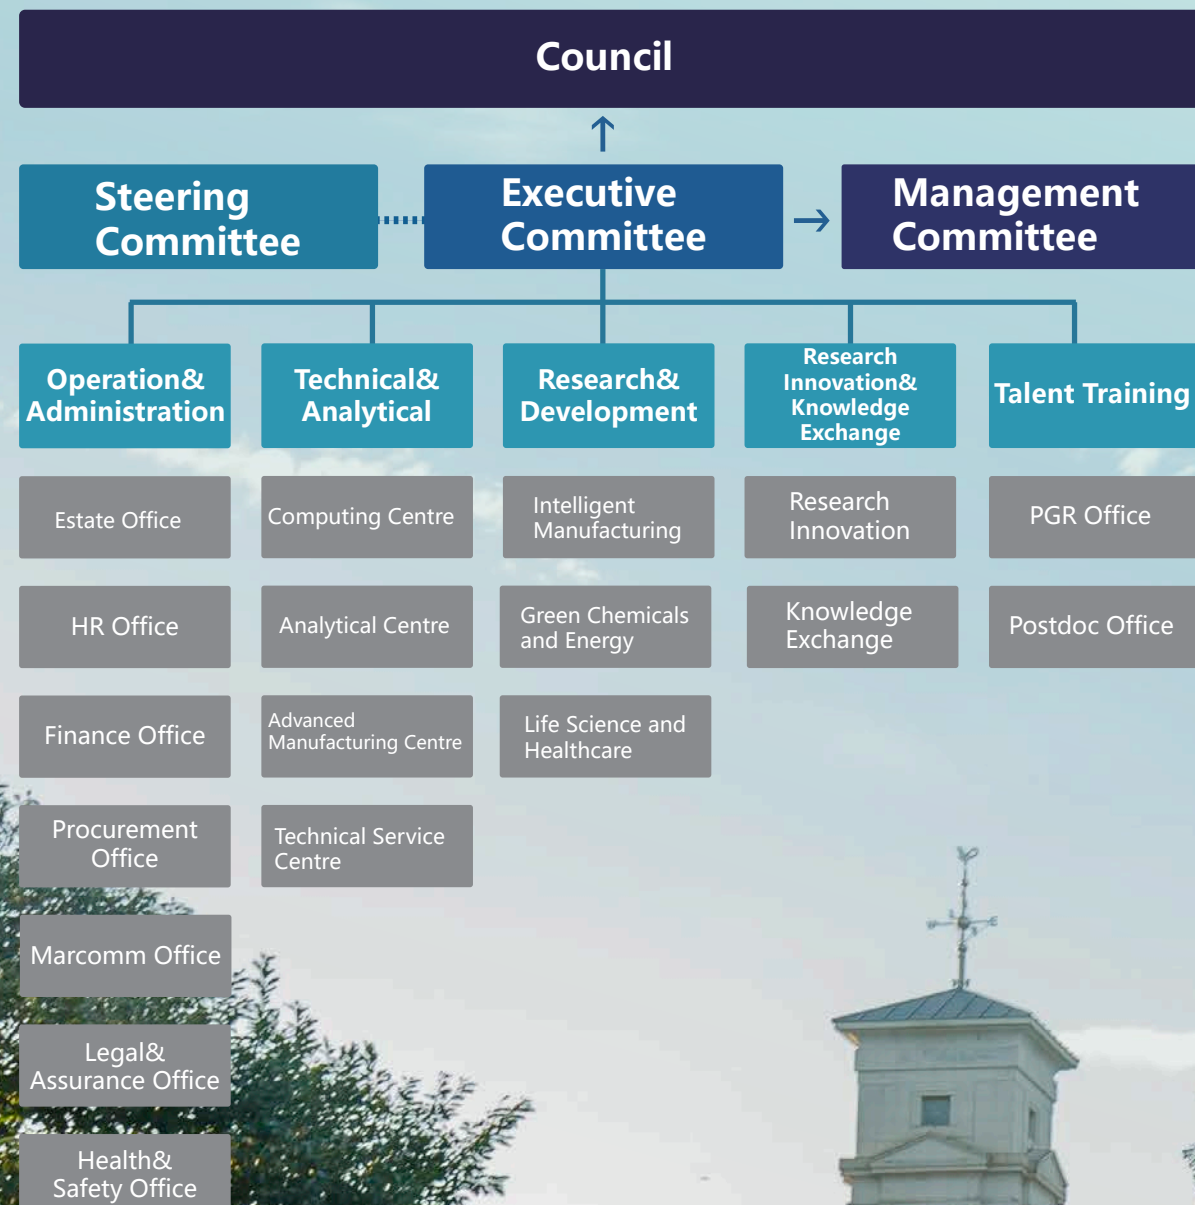 Council
Steering
Committee
Executive
Committee
Management
Committee
Operation&
Administration
Technical&
Analytical
Research&
Development
Research
Innovation&
Knowledge
Exchange
Talent Training
Estate Office
Computing Centre
Intelligent
Manufacturing
Research
Innovation
PGR Office
HR Office
Analytical Centre
Green Chemicals
and Energy
Knowledge
Exchange
Postdoc Office
Finance Office
Advanced
Manufacturing Centre
Life Science and
Healthcare
Procurement
Office
Technical Service
Centre
Marcomm Office
Legal&
Assurance Office
Health&
Safety Office